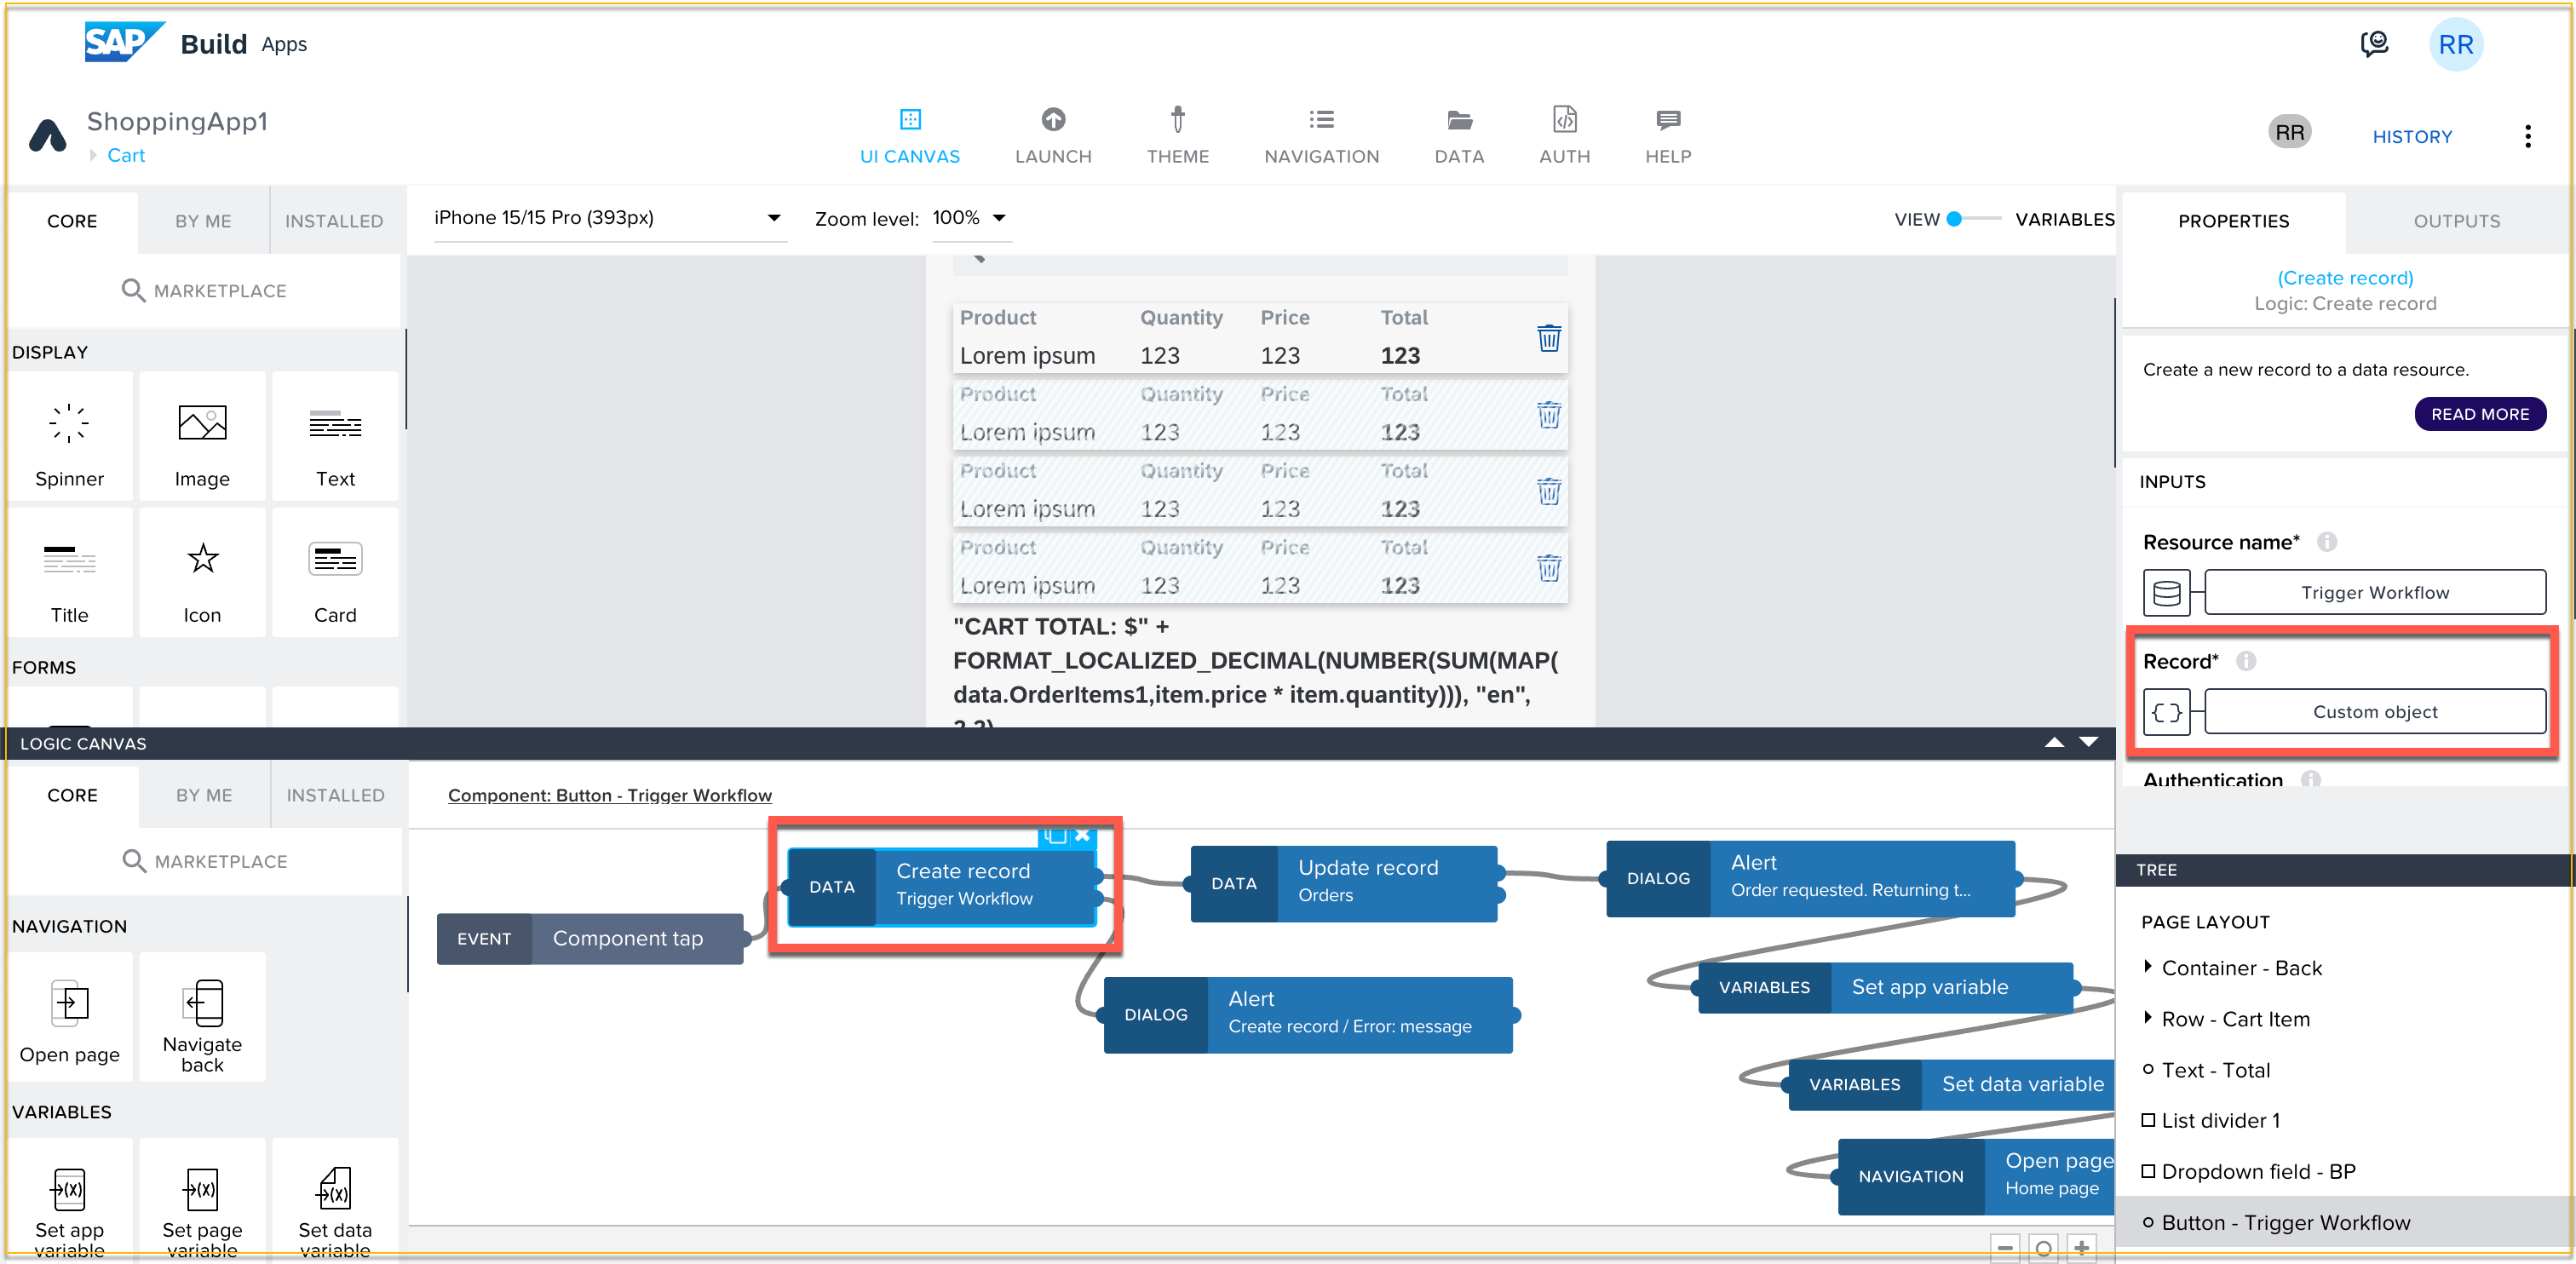 SAP Build Apps
RR
ShoppingApp1
Cart
UI CANVAS
LAUNCH
THEME
NAVIGATION
DATA
AUTH
HELP
RR
HISTORY
CORE
BY ME
INSTALLED
MARKETPLACE
DISPLAY
Spinner
Image
Text
Title
Icon
Card
FORMS
iPhone 15/15 Pro (393px)
Zoom level: 100%
VIEW
VARIABLES
Product Quantity Price Total
Lorem ipsum 123 123 123
Product Quantity Price Total
Lorem ipsum 123 123 123
Product Quantity Price Total
Lorem ipsum 123 123 123
Product Quantity Price Total
Lorem ipsum 123 123 123
"CART TOTAL: $" +
FORMAT_LOCALIZED_DECIMAL(NUMBER(SUM(MAP(
data.OrderItems1,item.price * item.quantity))), "en",
2,2)
PROPERTIES
OUTPUTS
(Create record)
Logic: Create record
Create a new record to a data resource.
READ MORE
INPUTS
Resource name*
Trigger Workflow
Record*
Custom object
Authentication
LOGIC CANVAS
CORE
BY ME
INSTALLED
MARKETPLACE
NAVIGATION
Open page
Navigate
back
VARIABLES
Set app
variable
Set page
variable
Set data
variable
Component: Button - Trigger Workflow
EVENT Component tap
DATA Create record
Trigger Workflow
DATA Update record
Orders
DIALOG Alert
Order requested. Returning t...
DIALOG Alert
Create record / Error: message
VARIABLES Set app variable
VARIABLES Set data variable
NAVIGATION Open page
Home page
TREE
PAGE LAYOUT
Container - Back
Row - Cart Item
Text - Total
List divider 1
Dropdown field - BP
Button - Trigger Workflow